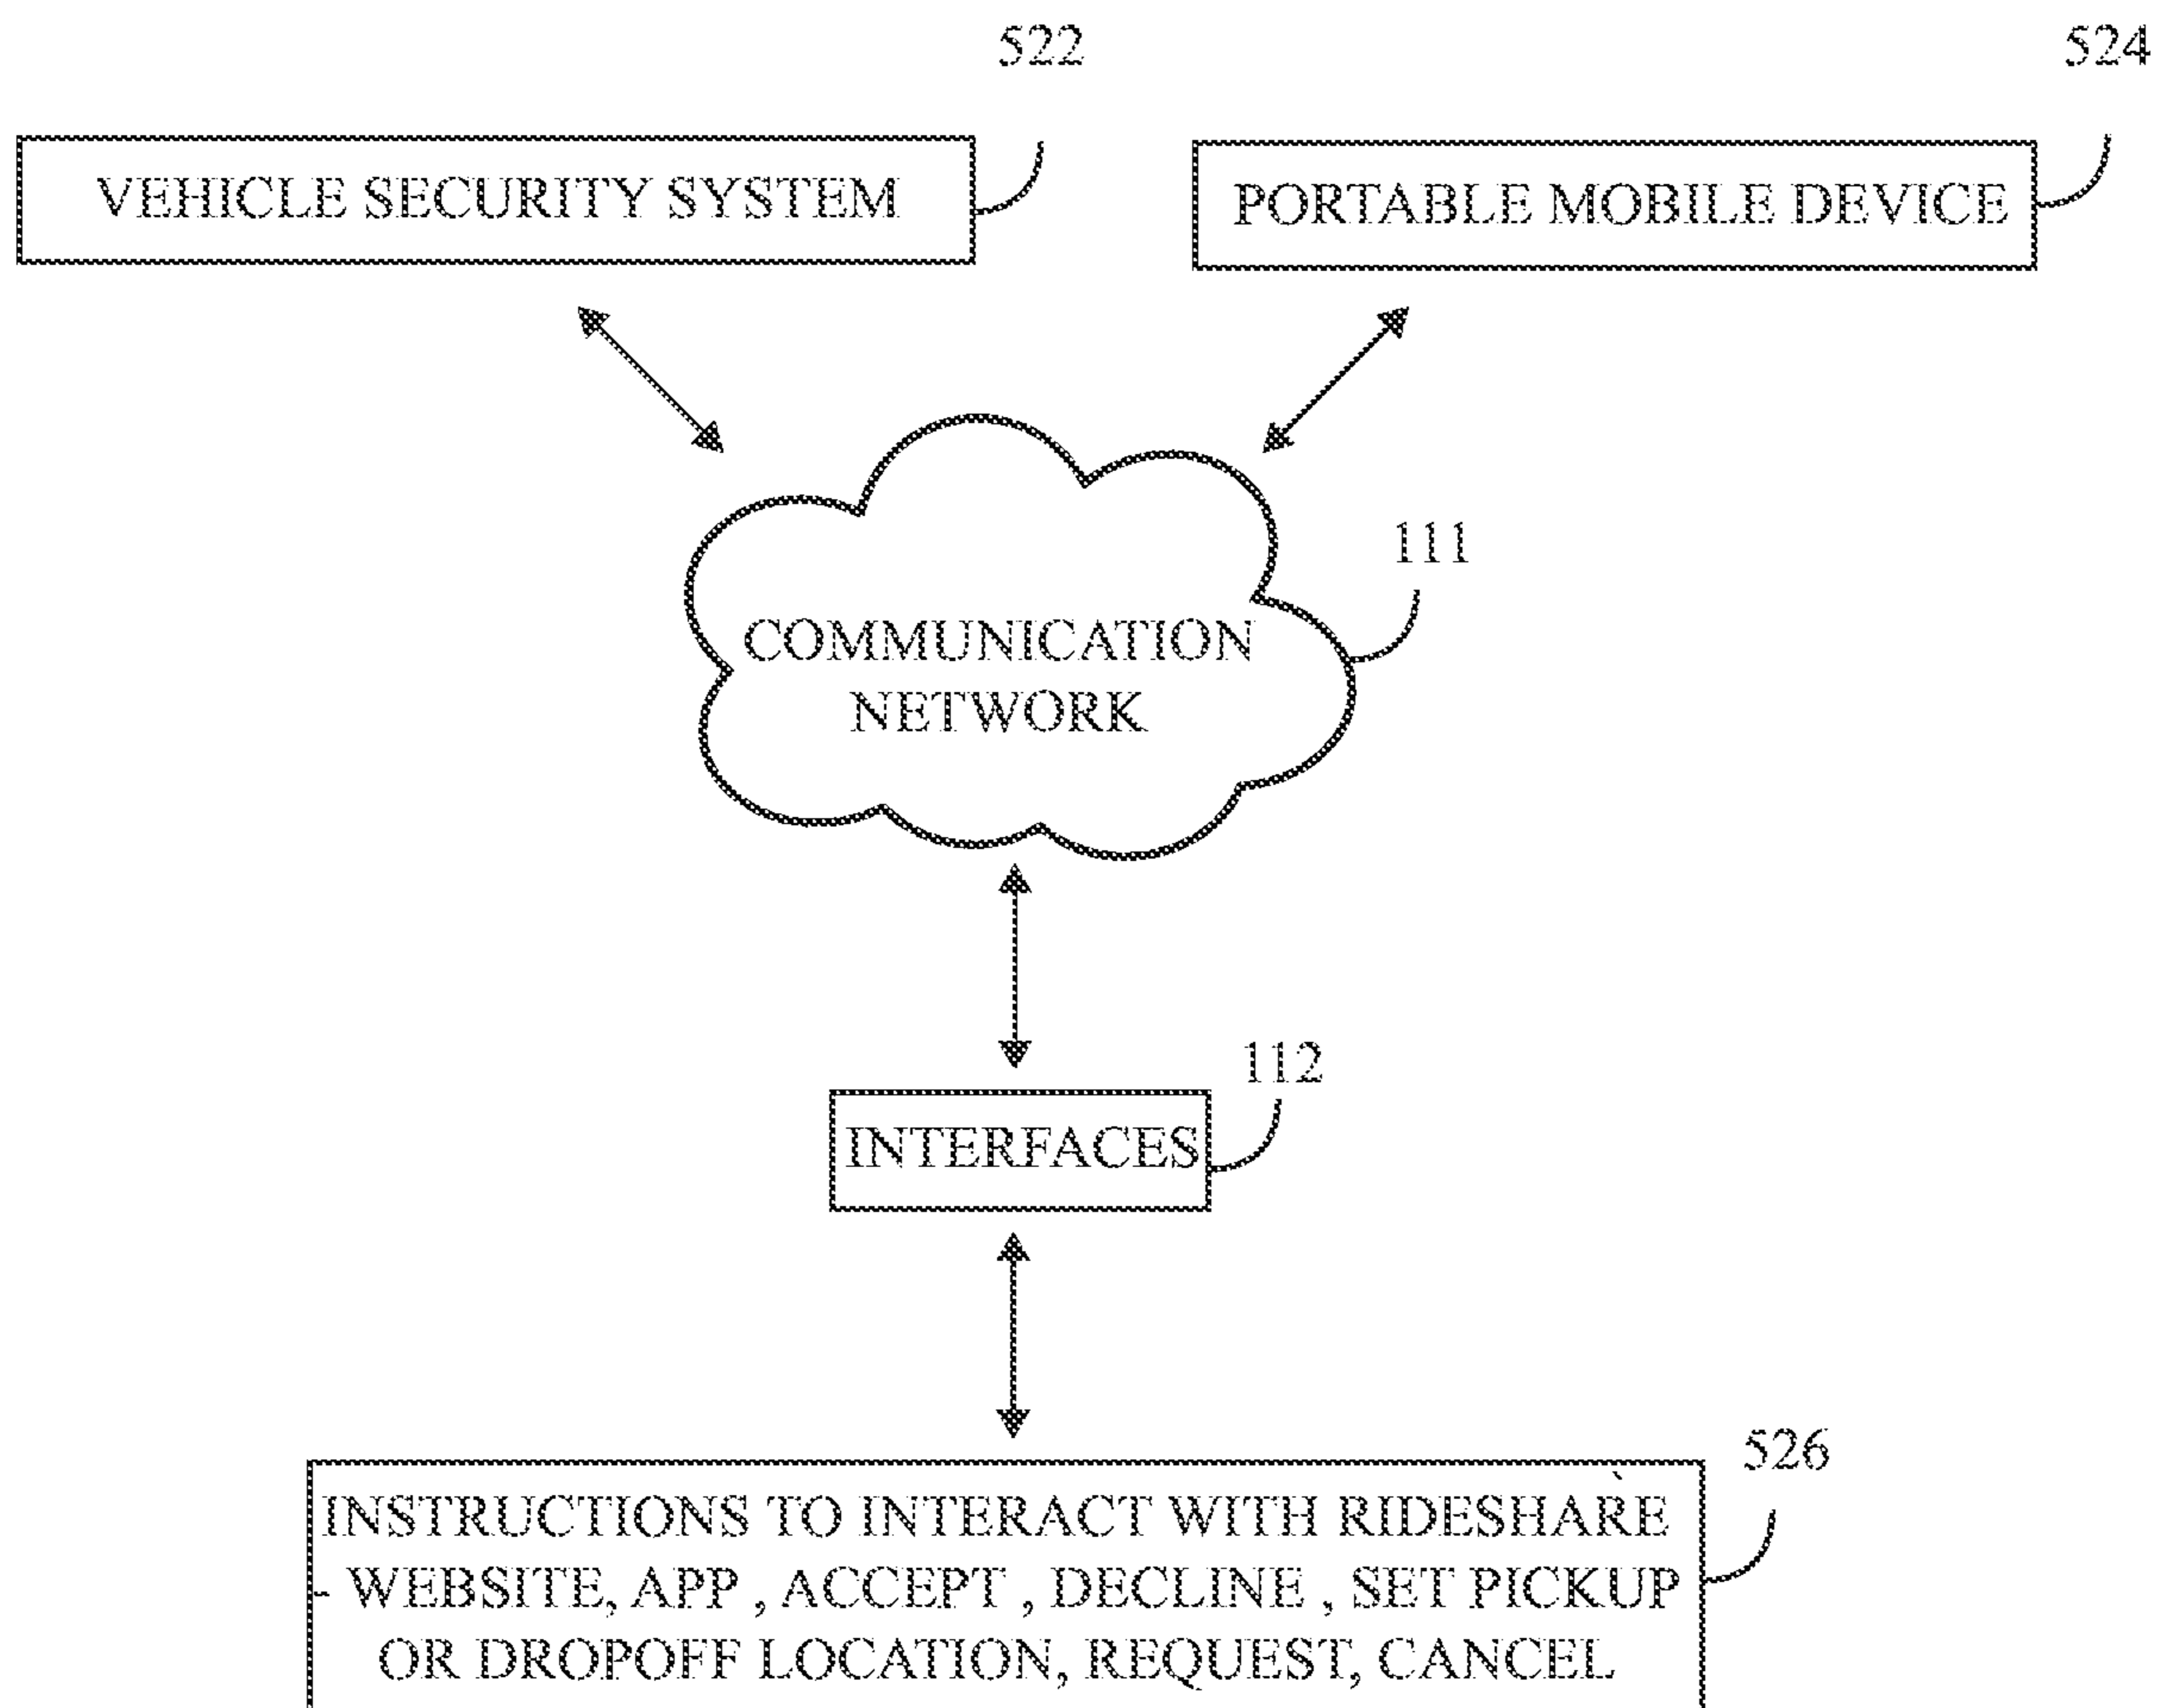 522
524
VEHICLE SECURITY SYSTEM
PORTABLE MOBILE DEVICE
111
COMMUNICATION
NETWORK
112
INTERFACES
526
INSTRUCTIONS TO INTERACT WITH RIDESHARE
- WEBSITE, APP , ACCEPT , DECLINE , SET PICKUP
OR DROPOFF LOCATION, REQUEST, CANCEL